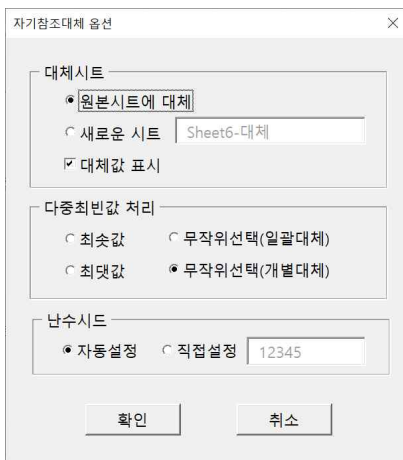 자기참조대체 옵션
대체시트
원본시트에 대체
새로운 시트 Sheet6-대체
대체값 표시
다중최빈값 처리
최솟값 무작위선택(일괄대체)
최댓값 무작위선택(개별대체)
난수시드
자동설정 직접설정 12345
확인 취소